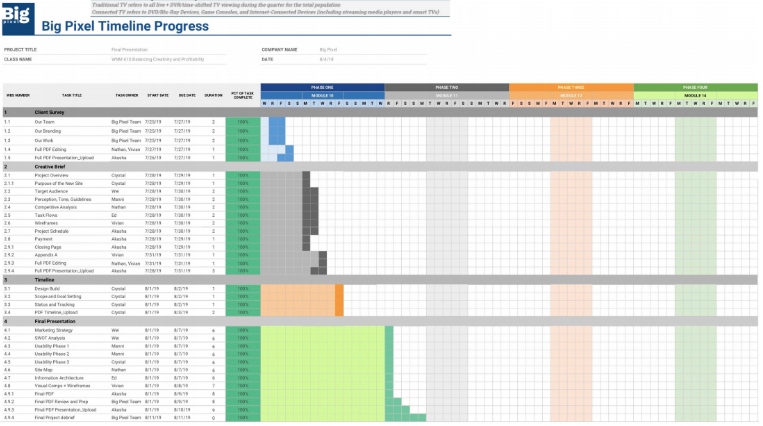 Traditional TV refers to all live + DVR/time-shifted TV viewing during the quarter for the total population
Connected TV refers to DVD/Blu-Ray Devices, Game Consoles, and Internet-Connected Devices (including streaming media players and smart TVs)
Big
pixel
Big Pixel Timeline Progress
PROJECT TITLE Final Presentation COMPANY NAME Big Pixel
CLASS NAME WNM 613 Balancing Creativity and Profitability DATE
PHASE ONE PHASE TWO PHASE THREE PHASE FOUR
WBS NUMBER TASK TITLE TASK OWNER START DATE DUE DATE DURATION PCT OF TASK COMPLETE
MODULE 10 MODULE 11 MODULE 14
1 Client Survey
1.1 Our Team Big Pixel Team 7/25/19 7/27/19 2 100%
1.2 Our Branding Big Pixel Team 7/25/19 7/27/19 2 100%
1.3 Our Work Big Pixel Team 7/25/19 7/27/19 2 100%
1.4 Full PDF Editing Nathan, Vivian 7/27/19 1 100%
1.5 Full PDF Presentation_Upload Akasha 7/26/19 7/27/19 1 100%
2 Creative Brief
2.1 Project Overview Crystal 7/28/19 7/29/19 1 100%
2.1.1 Purpose of the New Site Crystal 7/28/19 7/29/19 1 100%
2.2 Target Audience Wei 7/28/19 7/30/19 2 100%
2.3 Perception, Tone, Guidelines Manni 7/28/19 7/30/19 2 100%
2.4 Competitive Analysis Nathan 7/28/19 7/30/19 2 100%
2.5 Task Flows Ed 7/28/19 7/30/19 2 100%
2.6 Wireframes Vivian 7/28/19 7/30/19 2 100%
2.7 Project Schedule Akasha 7/28/19 7/30/19 2 100%
2.8 Payment Akasha 7/28/19 7/29/19 1 100%
2.9.1 Closing Page Akasha 7/28/19 7/29/19 1 100%
2.9.2 Appendix A Vivian 7/31/19 7/31/19 1 100%
2.9.3 Full PDF Editing Nathan, Vivian 7/31/19 7/31/19 1 100%
2.9.4 Full PDF Presentation_Upload Akasha 7/28/19 7/31/19 3 100%
3 Timeline
3.1 Design Build Crystal 8/1/19 8/2/19 1 100%
3.2 Scope and Goal Setting Crystal 8/1/19 8/2/19 1 100%
3.3 Status and Tracking Crystal 8/1/19 8/2/19 1 100%
3.4 PDF Timeline_Upload Crystal 8/1/19 8/3/19 2 100%
4 Final Presentation
4.1 Marketing Strategy Wei 8/1/19 8/7/19 6 100%
4.2 SWOT Analysis Wei 8/1/19 8/7/19 6 100%
4.3 Usability Phase 1 Manni 8/1/19 8/7/19 6 100%
4.4 Usability Phase 2 Manni 8/1/19 8/7/19 6 100%
4.5 Usability Phase 3 Crystal 8/1/19 8/7/19 6 100%
4.6 Site Map Nathan 8/1/19 8/7/19 6 100%
4.7 Information Architecture Ed 8/1/19 8/7/19 6 100%
4.8 Visual Comps + Wireframes Vivian 8/1/19 8/8/19 7 100%
4.9.1 Final PDF Akasha 8/1/19 8/9/19 8 100%
4.9.2 Final PDF Review and Prep Big Pixel Team 8/1/19 8/9/19 8 100%
4.9.3 Final PDF Presentation_Upload Akasha 8/1/19 8/10/19 100%
4.9.4 Final Project Debrief Big Pixel Team 8/11/19 8/11/19 0 100%